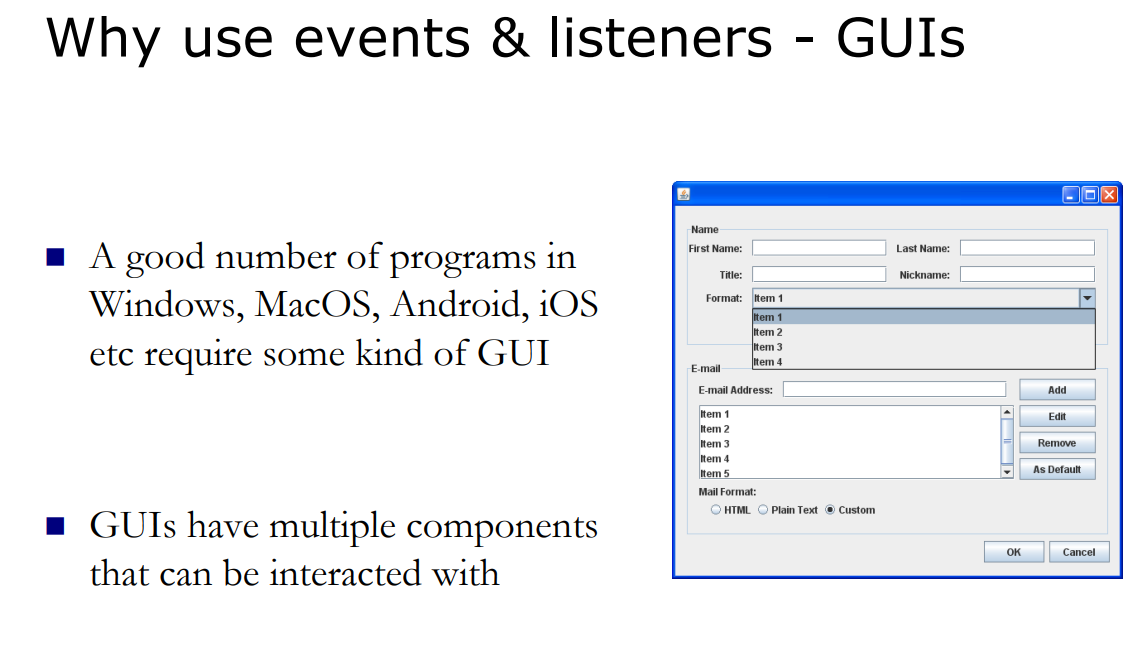 Why use events & listeners - GUIs
A good number of programs in
Windows, MacOS, Android, iOS
etc require some kind of GUI
GUIs have multiple components
that can be interacted with
Name
First Name:
Last Name:
Title:
Nickname:
Format:
Item 1
Item 1
Item 2
Item 3
Item 4
E-mail
E-mail Address:
Add
Item 1
Item 2
Item 3
Item 4
Item 5
Edit
Remove
As Default
Mail Format:
HTML Plain Text Custom
OK Cancel